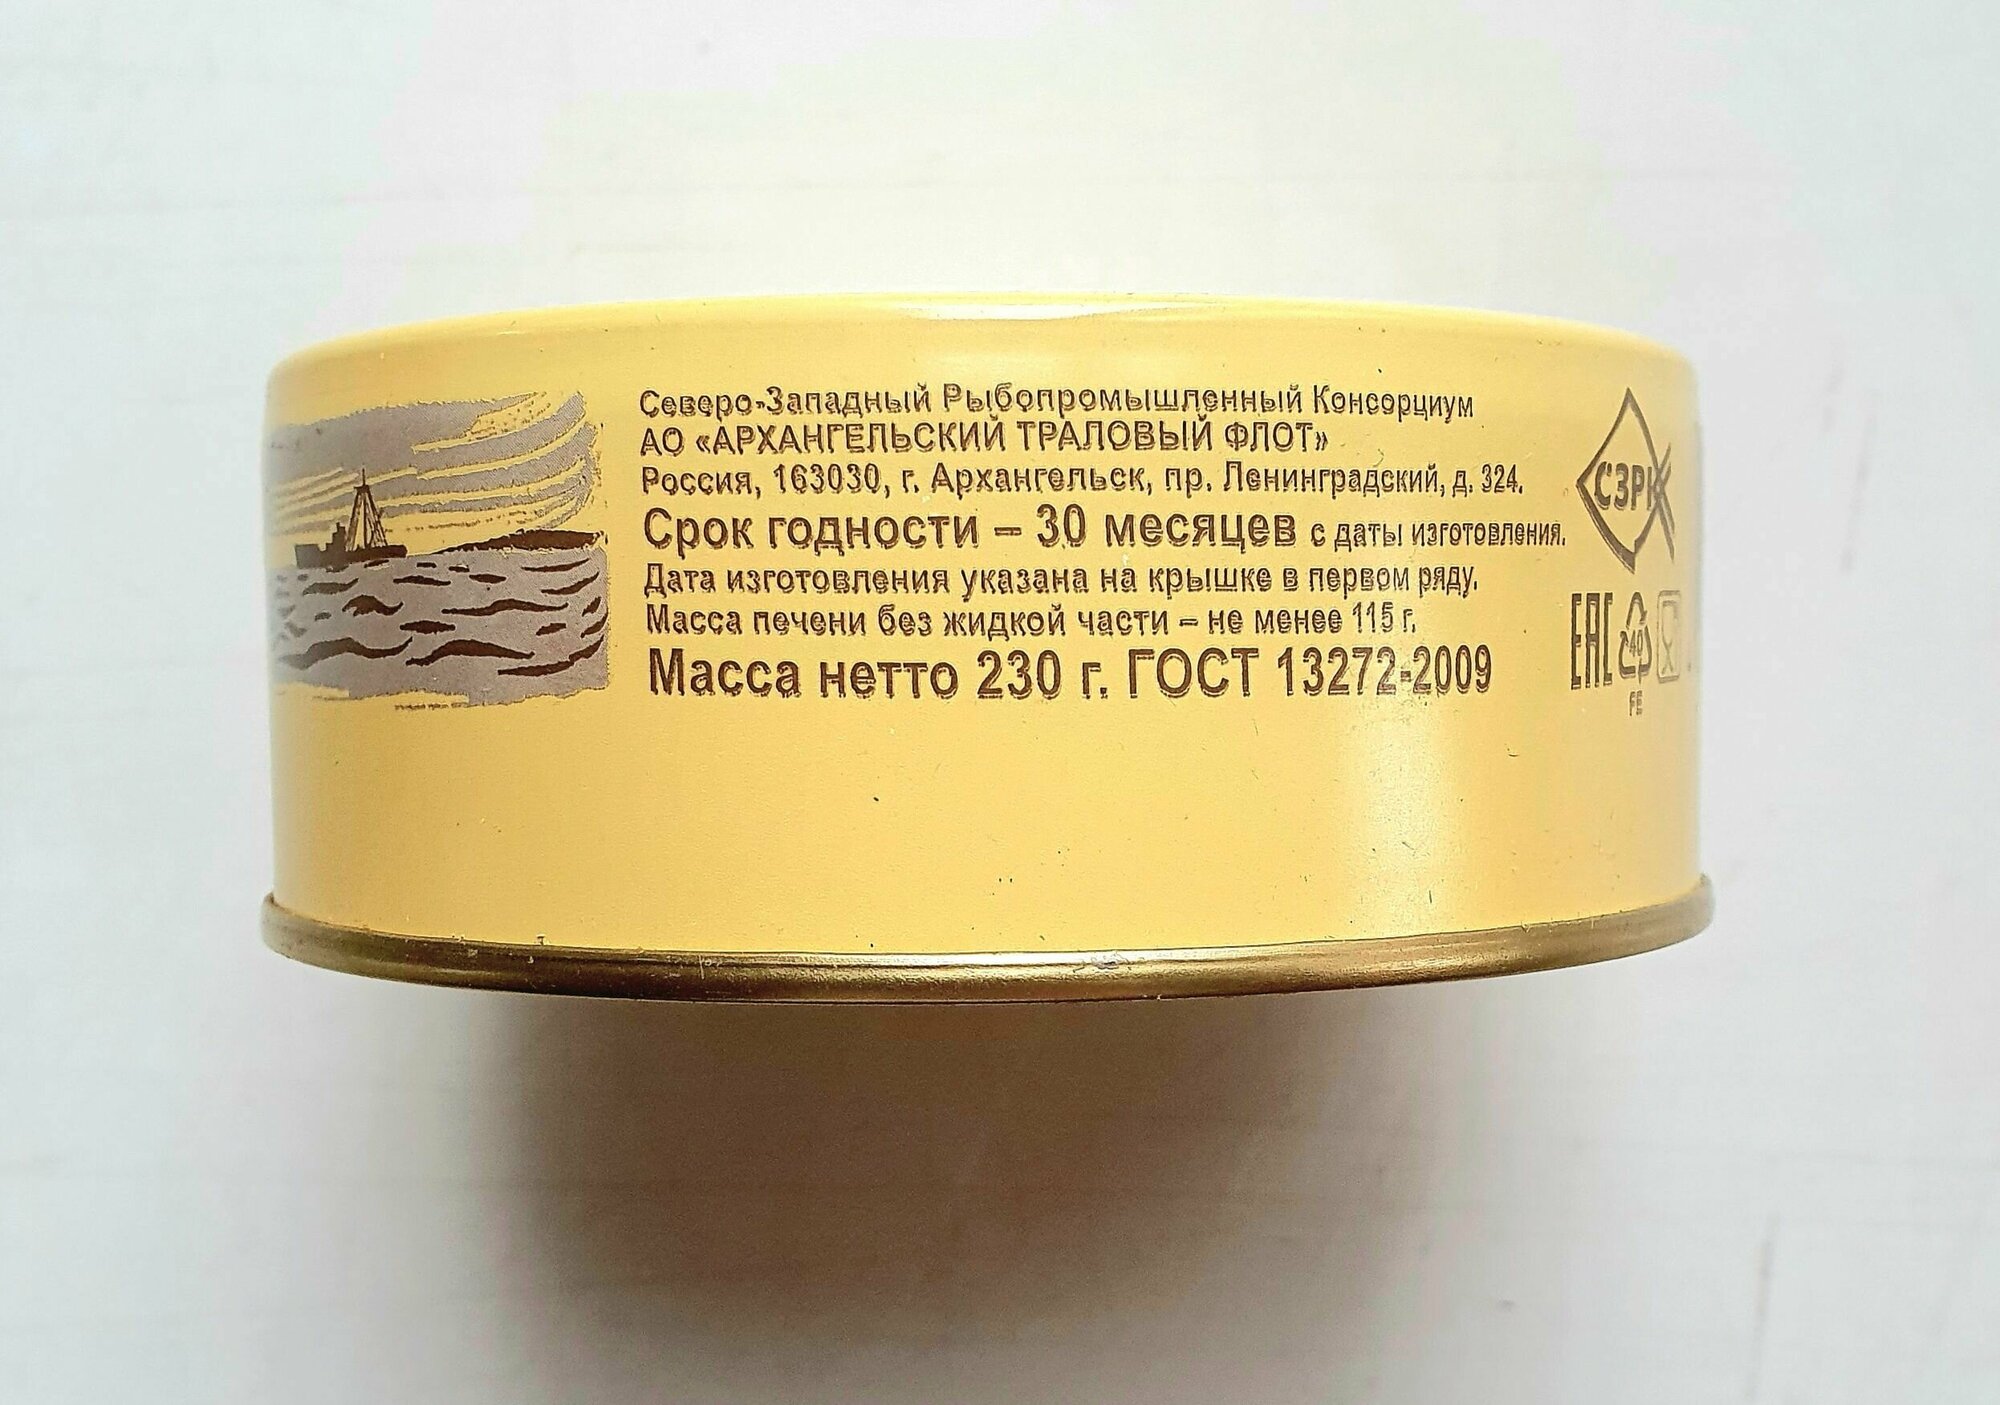 Северо-Западный Рыбопромышленный Консорциум
АО «АРХАНГЕЛЬСКИЙ ТРАЛОВЫЙ ФЛОТ»
Россия, 163030, г. Архангельск, пр. Ленинградский, д. 324.
Срок годности – 30 месяцев с даты изготовления.
Дата изготовления указана на крышке в первом ряду.
Масса печени без жидкой части – не менее 115 г.
Масса нетто 230 г. ГОСТ 13272-2009
СЗРК
ЕАС
40
FE